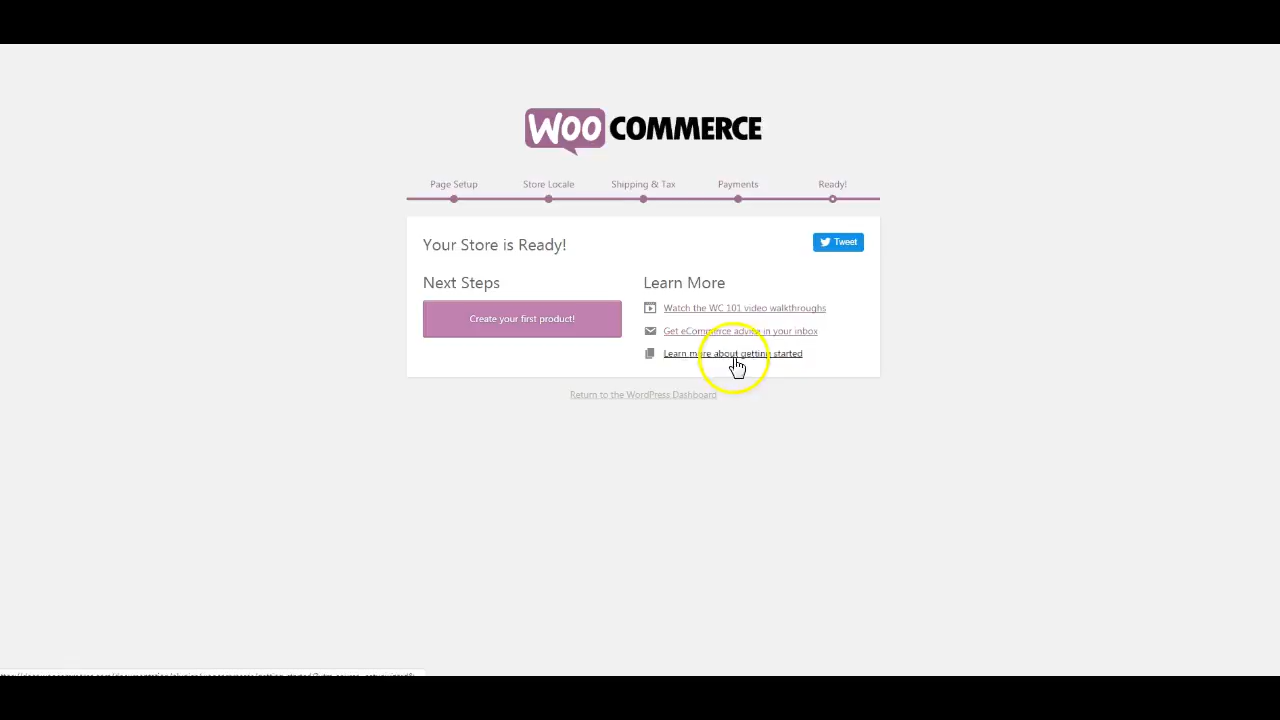 WOO COMMERCE
Page Setup Store Locale Shipping & Tax Payments Ready!
Your Store is Ready!
Tweet
Next Steps
Create your first product!
Learn More
Watch the WC 101 video walkthroughs
Get eCommerce advice in your inbox
Learn more about getting started
Return to the WordPress Dashboard